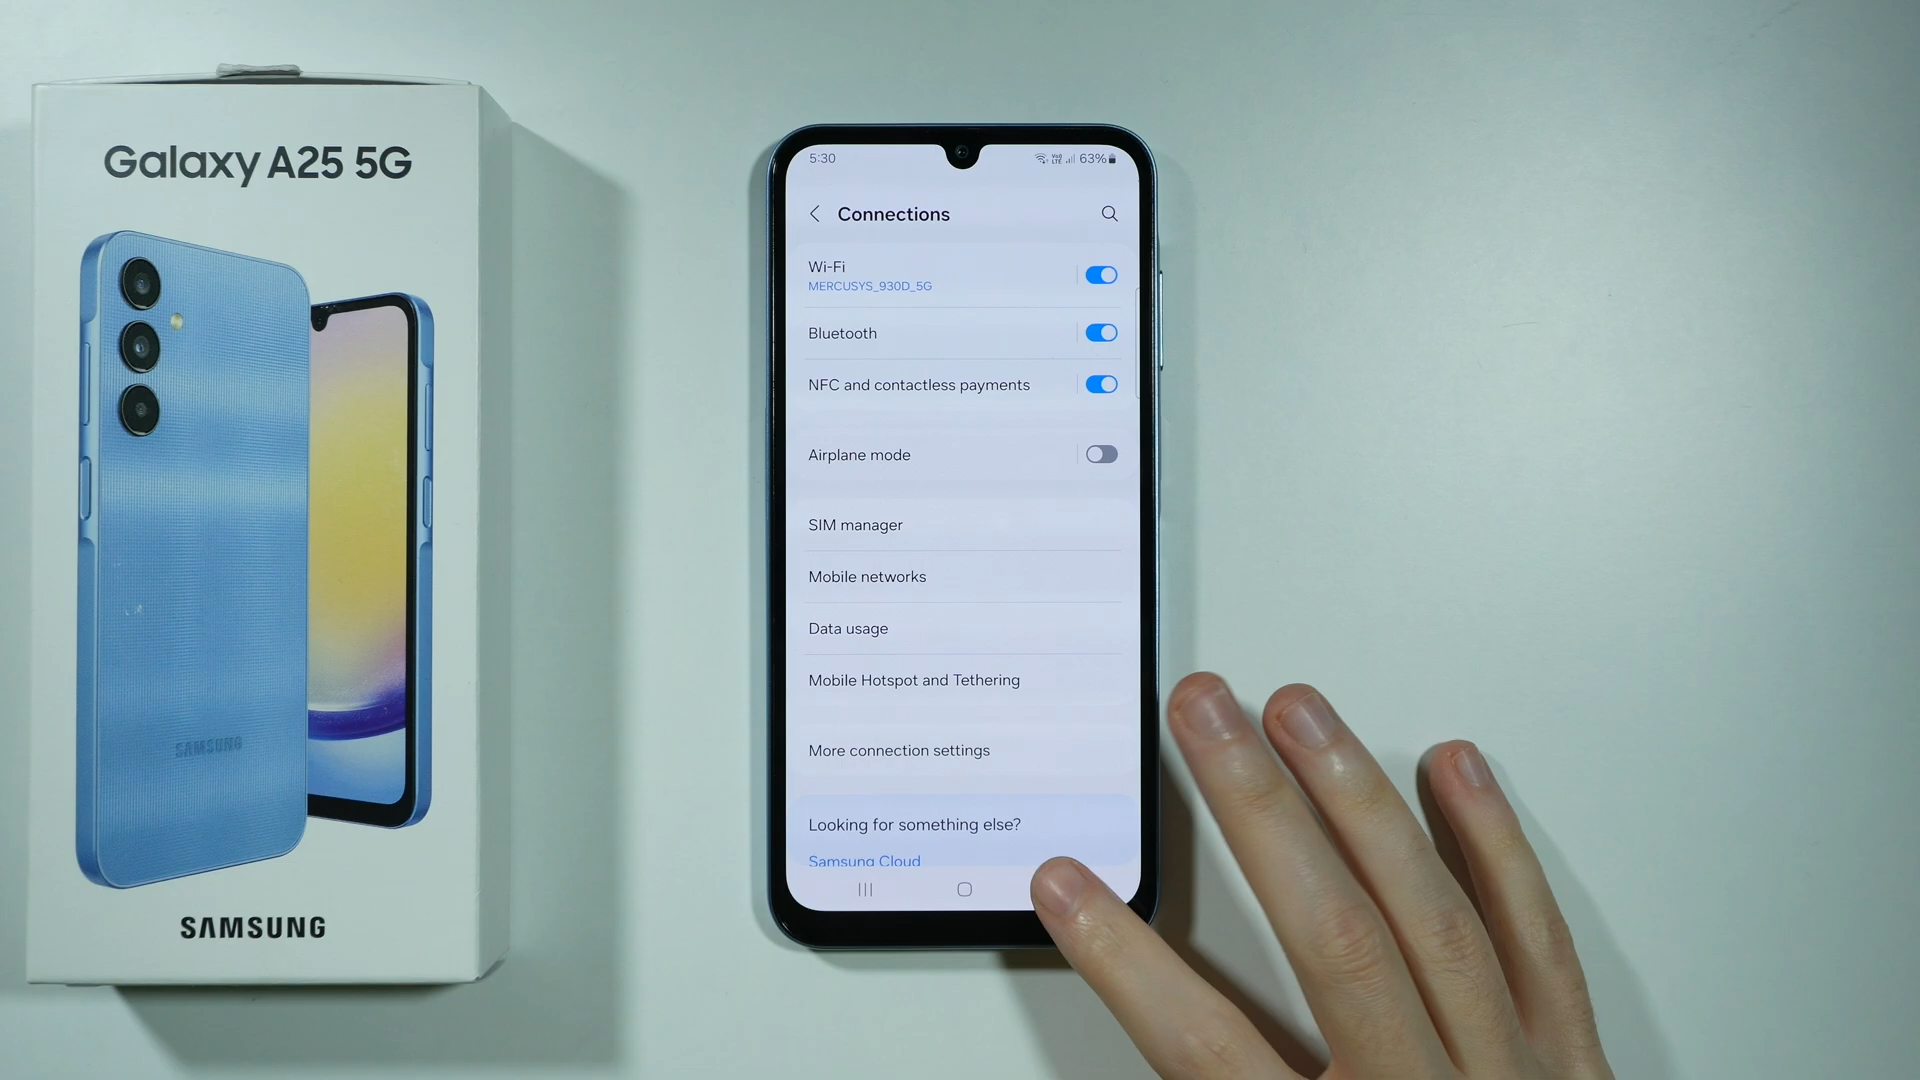 Galaxy A25 5G
SAMSUNG
SAMSUNG
5:30
Vo)) LTE 63%
Connections
Wi-Fi
MERCUSYS_930D_5G
Bluetooth
NFC and contactless payments
Airplane mode
SIM manager
Mobile networks
Data usage
Mobile Hotspot and Tethering
More connection settings
Looking for something else?
Samsung Cloud